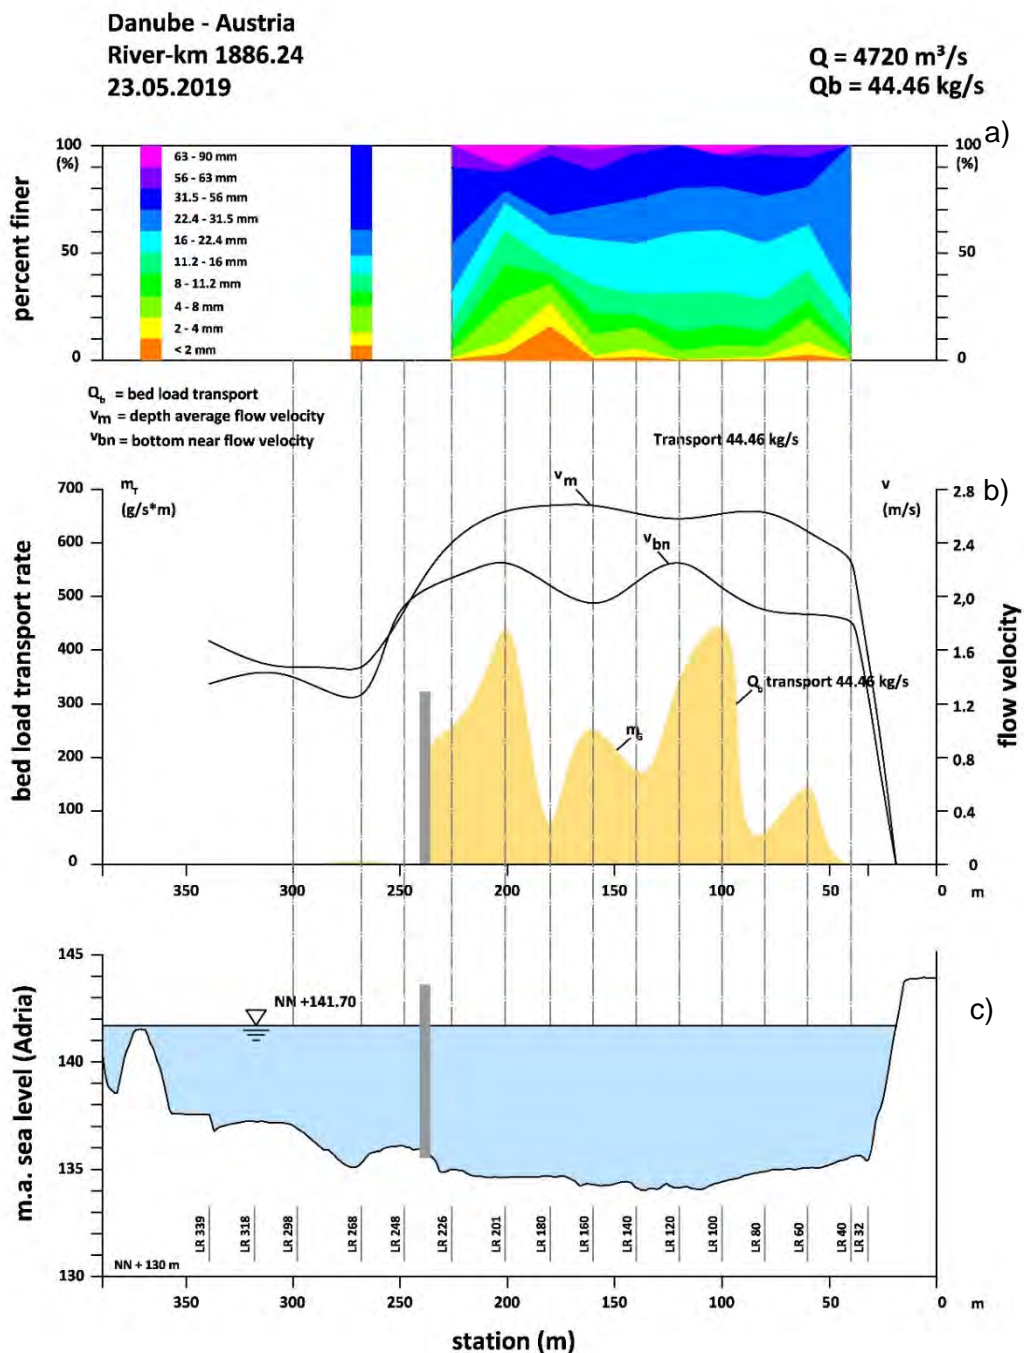 Danube - Austria
River-km 1886.24
23.05.2019
Q = 4720 m³/s
Qb = 44.46 kg/s
a)
100
(%)
50
0
percent finer
63 - 90 mm
56 - 63 mm
31.5 - 56 mm
22.4 - 31.5 mm
16 - 22.4 mm
11.2 - 16 mm
8 - 11.2 mm
4 - 8 mm
2 - 4 mm
< 2 mm
100
(%)
50
0
Qb = bed load transport
vm = depth average flow velocity
vbn = bottom near flow velocity
Transport 44.46 kg/s
b)
700
600
500
400
300
200
100
0
mT
(g/s*m)
bed load transport rate
vm
vbn
Qb transport 44.46 kg/s
mG
v
(m/s)
2.8
2.4
2,0
1.6
1.2
0.8
0.4
0
flow velocity
350
300
250
200
150
100
50
0
m
c)
145
140
135
130
m.a. sea level (Adria)
NN +141.70
LR 339
LR 318
LR 298
LR 268
LR 248
LR 226
LR 201
LR 180
LR 160
LR 140
LR 120
LR 100
LR 80
LR 60
LR 40
LR 32
NN + 130 m
350
300
250
200
150
100
50
0
m
station (m)